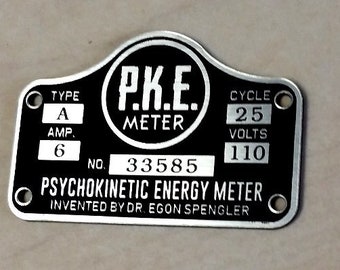 P.K.E.
METER
TYPE
A
AMP.
6
CYCLE
25
VOLTS
110
NO. 33585
PSYCHOKINETIC ENERGY METER
INVENTED BY DR. EGON SPENGLER